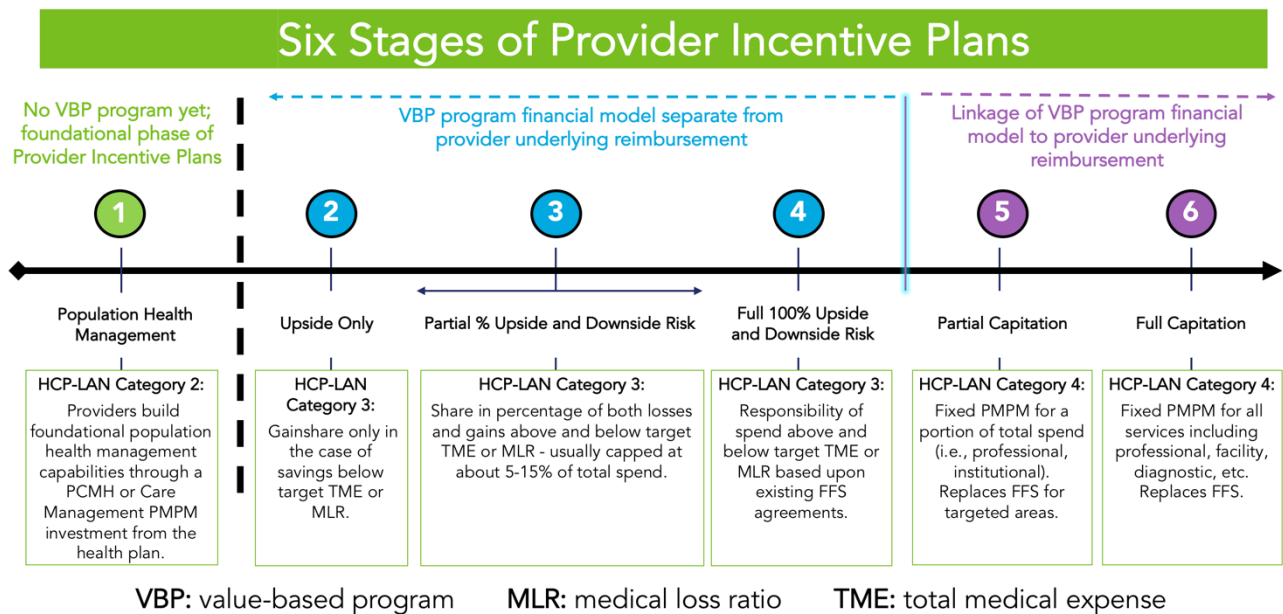 Six Stages of Provider Incentive Plans
No VBP program yet;
foundational phase of
Provider Incentive Plans
VBP program financial model separate from
provider underlying reimbursement
Linkage of VBP program financial
model to provider underlying
reimbursement
1
2
3
4
5
6
Population Health
Management
Upside Only
Partial % Upside and Downside Risk
Full 100% Upside
and Downside Risk
Partial Capitation
Full Capitation
HCP-LAN Category 2:
Providers build
foundational population
health management
capabilities through a
PCMH or Care
Management PMPM
investment from the
health plan.
HCP-LAN
Category 3:
Gainshare only in
the case of
savings below
target TME or
MLR.
HCP-LAN Category 3:
Share in percentage of both losses
and gains above and below target
TME or MLR - usually capped at
about 5-15% of total spend.
HCP-LAN Category 3:
Responsibility of
spend above and
below target TME or
MLR based upon
existing FFS
agreements.
HCP-LAN Category 4:
Fixed PMPM for a
portion of total spend
(i.e., professional,
institutional).
Replaces FFS for
targeted areas.
HCP-LAN Category 4:
Fixed PMPM for all
services including
professional, facility,
diagnostic, etc.
Replaces FFS.
VBP: value-based program MLR: medical loss ratio TME: total medical expense